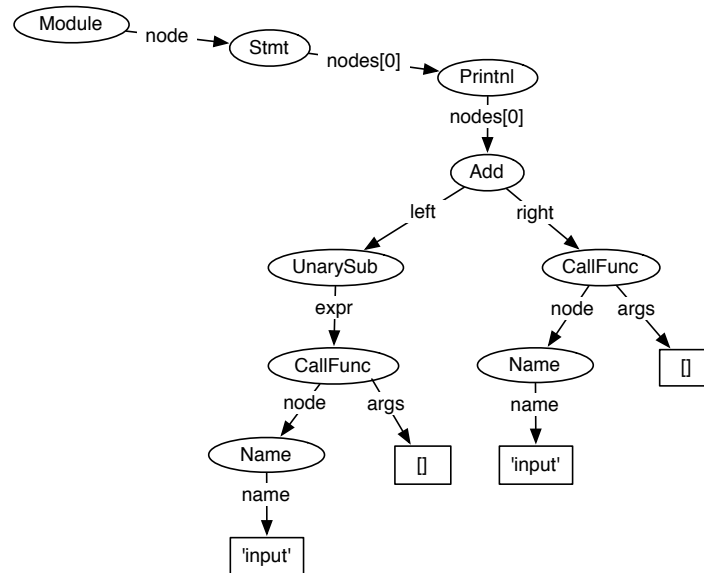 Module
node
Stmt
nodes[0]
Printnl
nodes[0]
Add
left
right
UnarySub
CallFunc
expr
node
args
CallFunc
Name
[]
node
args
name
Name
[]
'input'
name
'input'